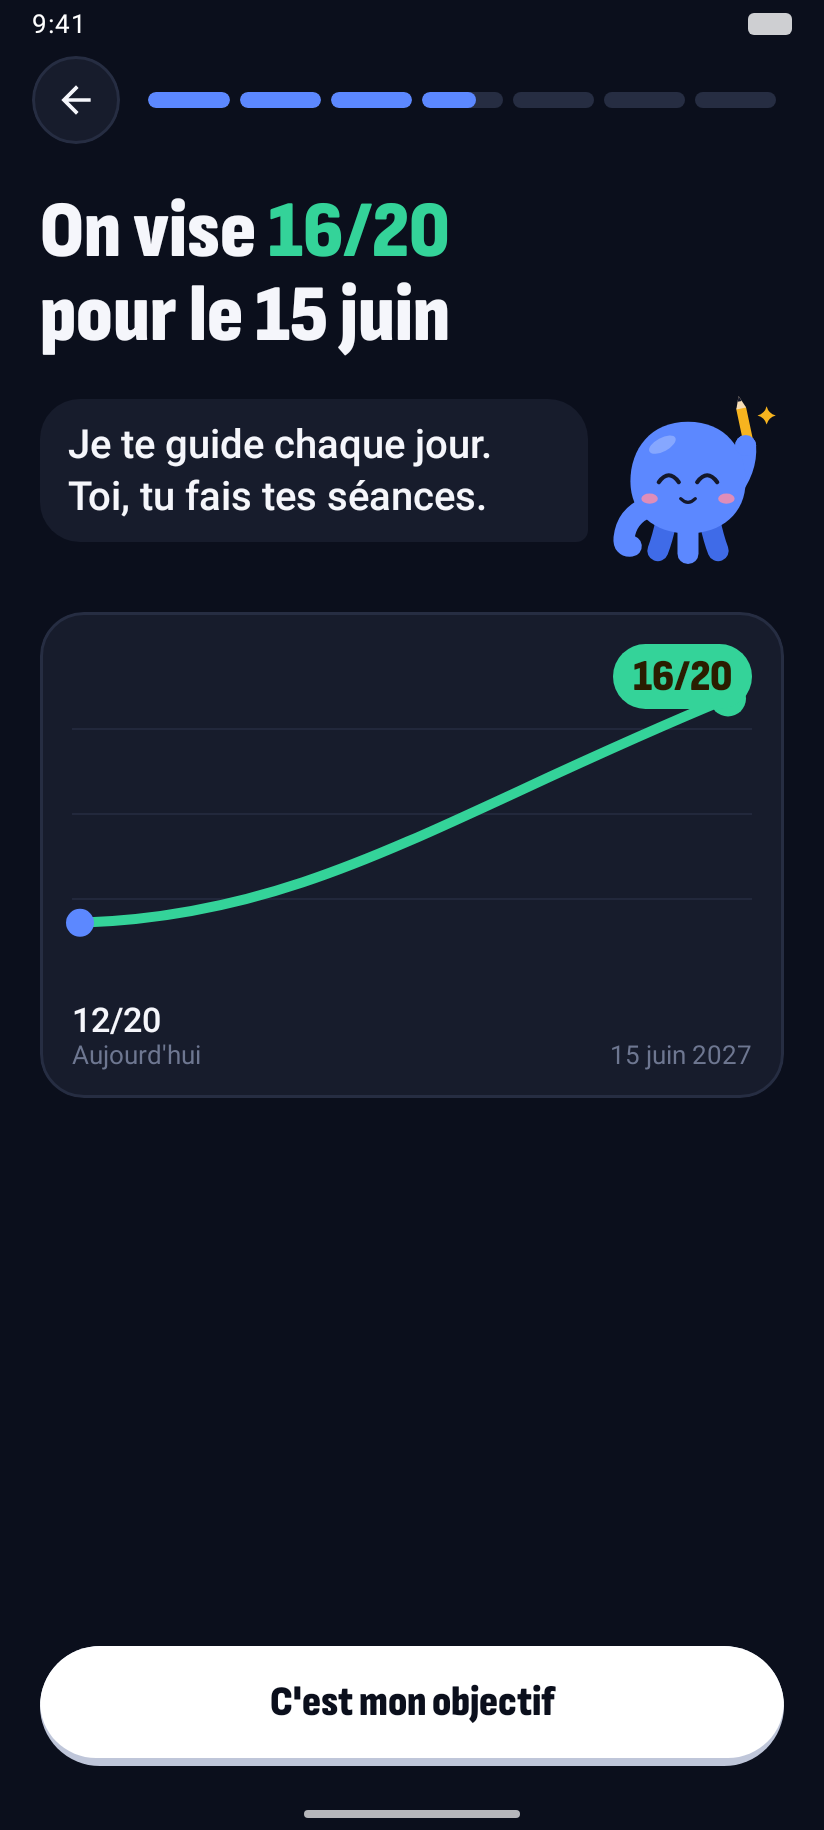 9:41
On vise 16/20
pour le 15 juin
Je te guide chaque jour.
Toi, tu fais tes séances.
16/20
12/20
Aujourd'hui
15 juin 2027
C'est mon objectif